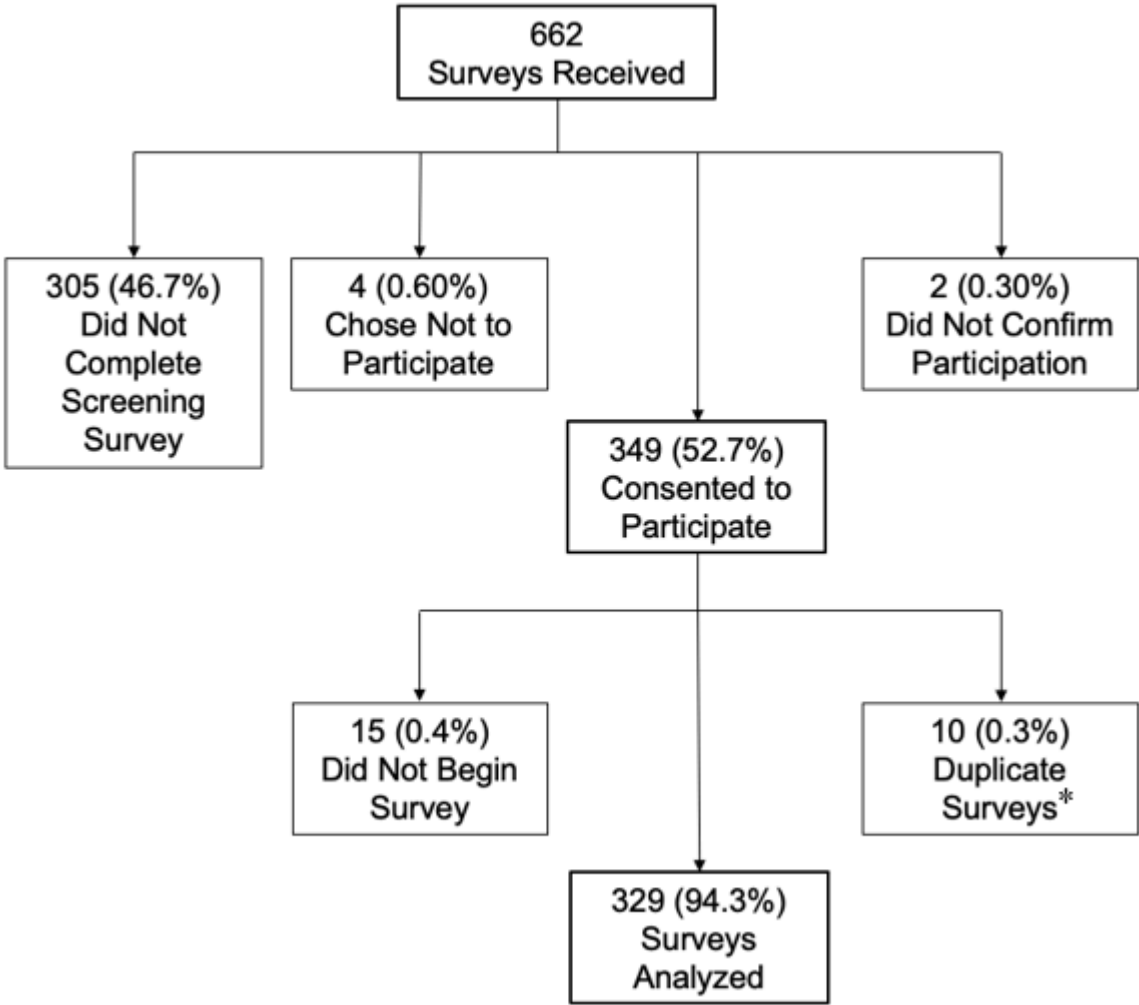 662
Surveys Received
305 (46.7%)
Did Not
Complete
Screening
Survey
4 (0.60%)
Chose Not to
Participate
2 (0.30%)
Did Not Confirm
Participation
349 (52.7%)
Consented to
Participate
15 (0.4%)
Did Not Begin
Survey
10 (0.3%)
Duplicate
Surveys*
329 (94.3%)
Surveys
Analyzed